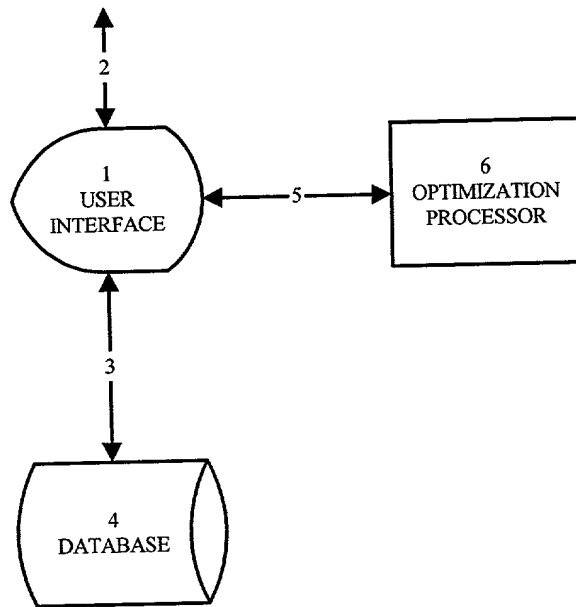 2
1
USER
INTERFACE
5
6
OPTIMIZATION
PROCESSOR
3
4
DATABASE